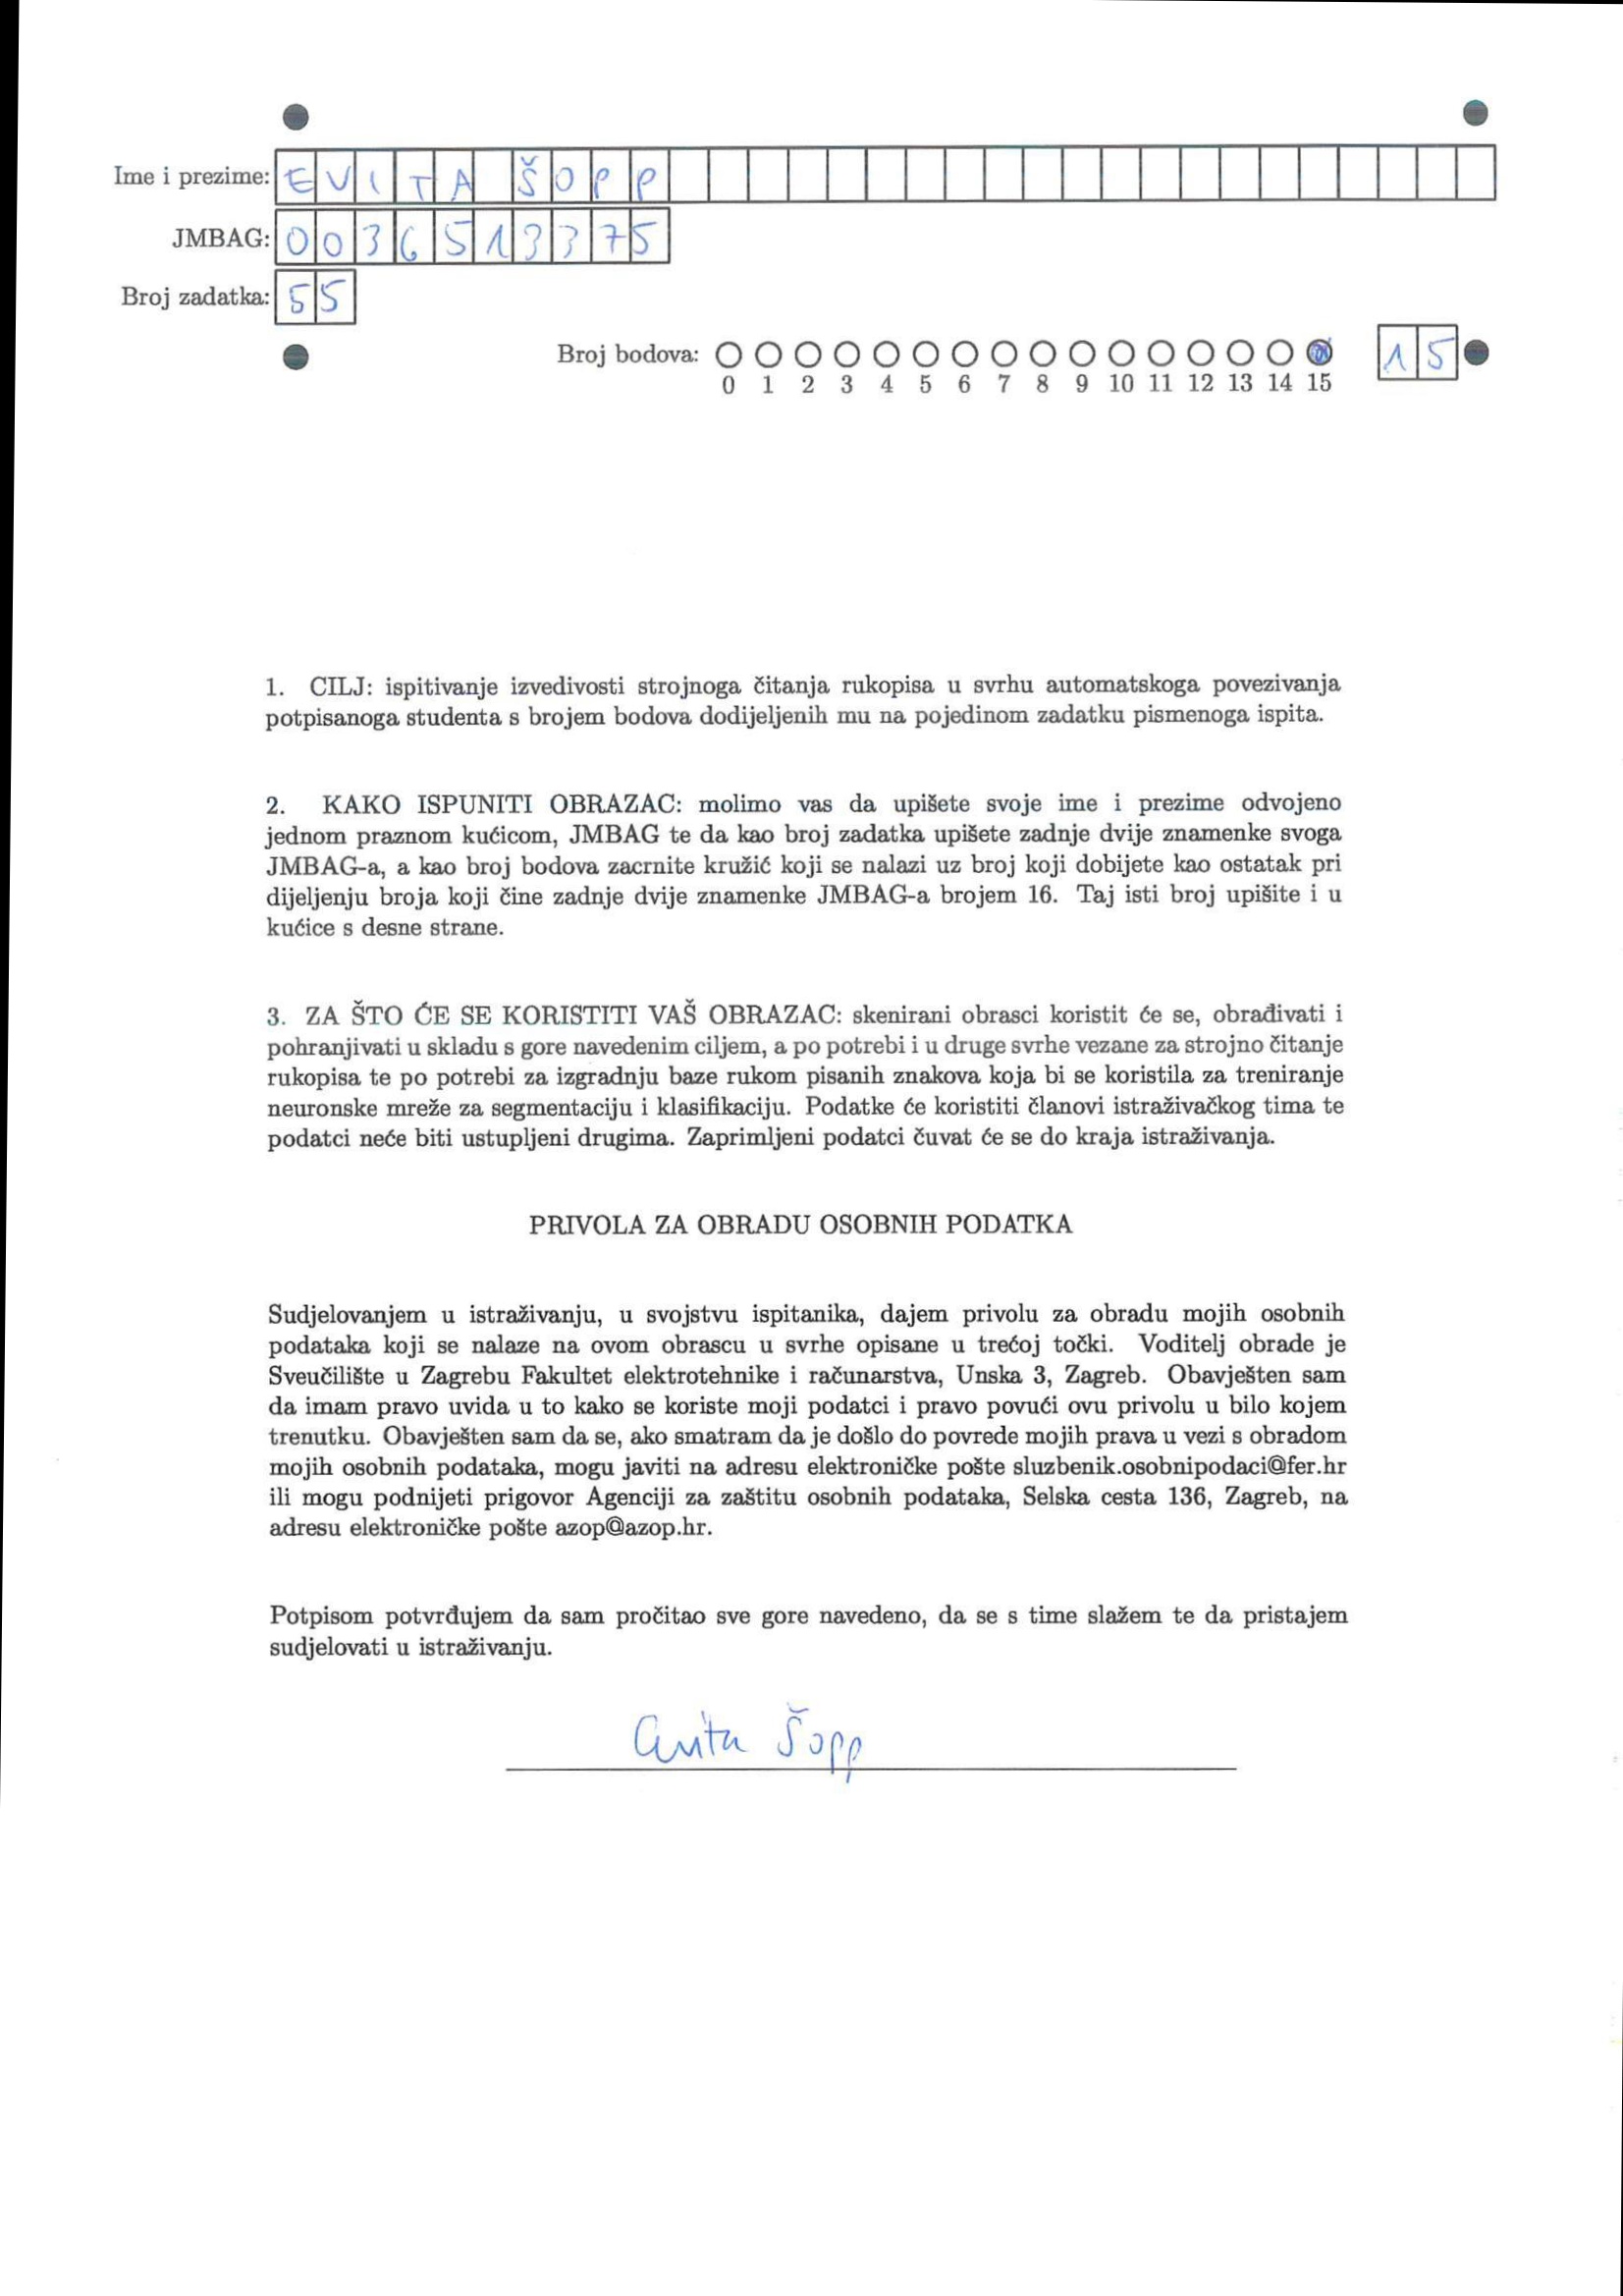 Ime i prezime: EVITA ŠOPP
JMBAG: 0036513375
Broj zadatka: 55
Broj bodova: 15
0 1 2 3 4 5 6 7 8 9 10 11 12 13 14 15
1. CILJ: ispitivanje izvedivosti strojnoga čitanja rukopisa u svrhu automatskoga povezivanja
potpisanoga studenta s brojem bodova dodijeljenih mu na pojedinom zadatku pismenoga ispita.
2. KAKO ISPUNITI OBRAZAC: molimo vas da upišete svoje ime i prezime odvojeno
jednom praznom kućicom, JMBAG te da kao broj zadatka upišete zadnje dvije znamenke svoga
JMBAG-a, a kao broj bodova zacrnite kružić koji se nalazi uz broj koji dobijete kao ostatak pri
dijeljenju broja koji čine zadnje dvije znamenke JMBAG-a brojem 16. Taj isti broj upišite i u
kućice s desne strane.
3. ZA ŠTO ĆE SE KORISTITI VAŠ OBRAZAC: skenirani obrasci koristit će se, obrađivati i
pohranjivati u skladu s gore navedenim ciljem, a po potrebi i u druge svrhe vezane za strojno čitanje
rukopisa te po potrebi za izgradnju baze rukom pisanih znakova koja bi se koristila za treniranje
neuronske mreže za segmentaciju i klasifikaciju. Podatke će koristiti članovi istraživačkog tima te
podatci neće biti ustupljeni drugima. Zaprimljeni podatci čuvat će se do kraja istraživanja.
PRIVOLA ZA OBRADU OSOBNIH PODATKA
Sudjelovanjem u istraživanju, u svojstvu ispitanika, dajem privolu za obradu mojih osobnih
podataka koji se nalaze na ovom obrascu u svrhe opisane u trećoj točki. Voditelj obrade je
Sveučilište u Zagrebu Fakultet elektrotehnike i računarstva, Unska 3, Zagreb. Obavješten sam
da imam pravo uvida u to kako se koriste moji podatci i pravo povući ovu privolu u bilo kojem
trenutku. Obavješten sam da se, ako smatram da je došlo do povrede mojih prava u vezi s obradom
mojih osobnih podataka, mogu javiti na adresu elektroničke pošte sluzbenik.osobnipodaci@fer.hr
ili mogu podnijeti prigovor Agenciji za zaštitu osobnih podataka, Selska cesta 136, Zagreb, na
adresu elektroničke pošte azop@azop.hr.
Potpisom potvrđujem da sam pročitao sve gore navedeno, da se s time slažem te da pristajem
sudjelovati u istraživanju.
Evita Šopp